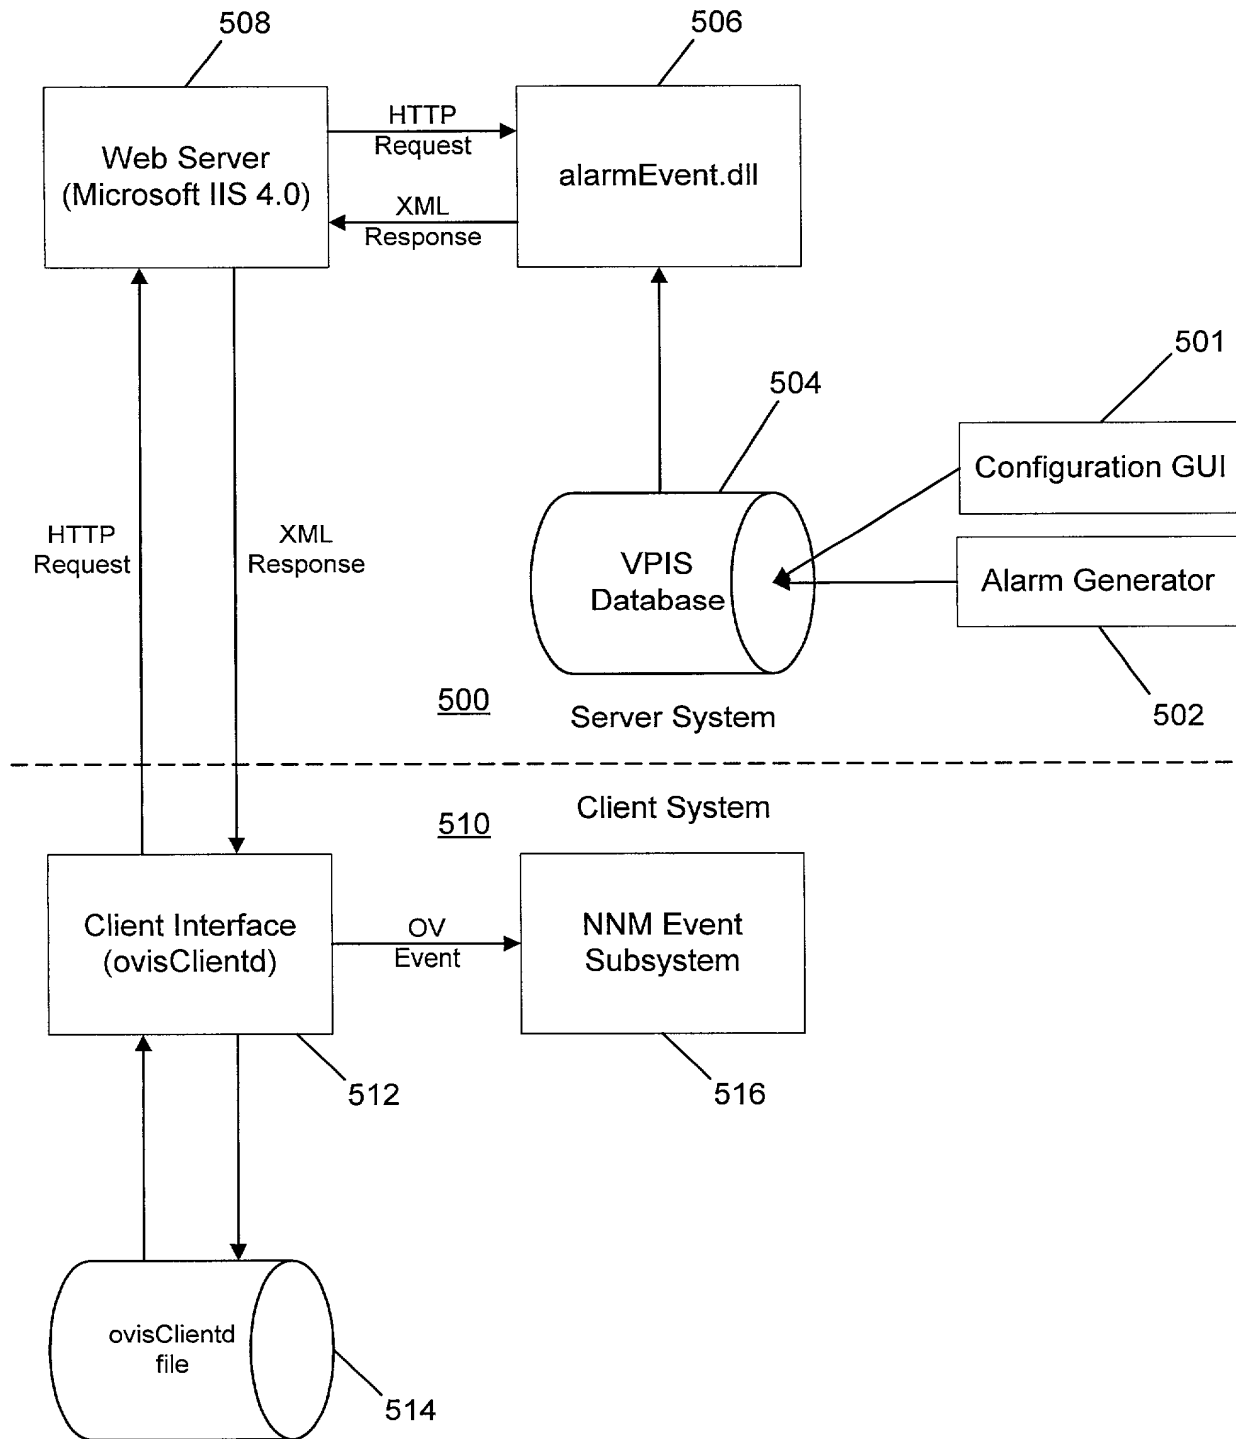 508
506
Web Server
(Microsoft IIS 4.0)
HTTP
Request
XML
Response
alarmEvent.dll
501
504
Configuration GUI
HTTP
Request
XML
Response
VPIS
Database
Alarm Generator
502
500
Server System
Client System
510
Client Interface
(ovisClientd)
OV
Event
NNM Event
Subsystem
512
516
ovisClientd
file
514